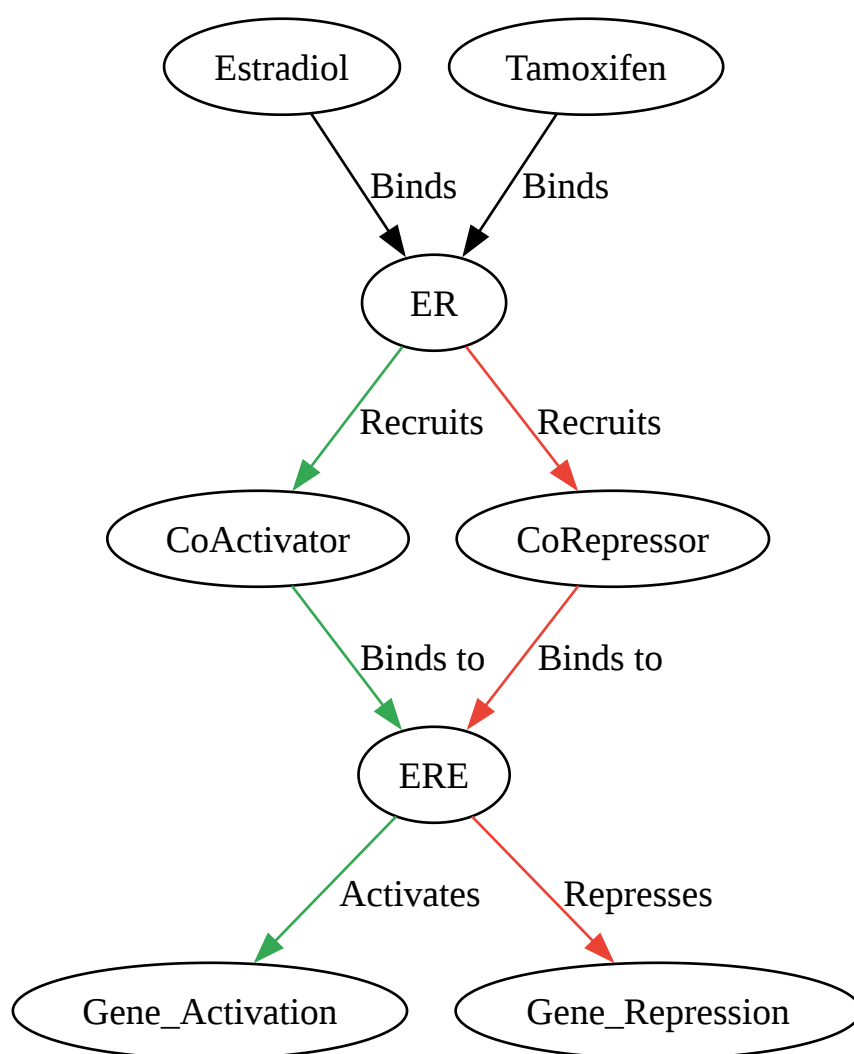 Estradiol
Tamoxifen
Binds
Binds
ER
Recruits
Recruits
CoActivator
CoRepressor
Binds to
Binds to
ERE
Activates
Represses
Gene_Activation
Gene_Repression